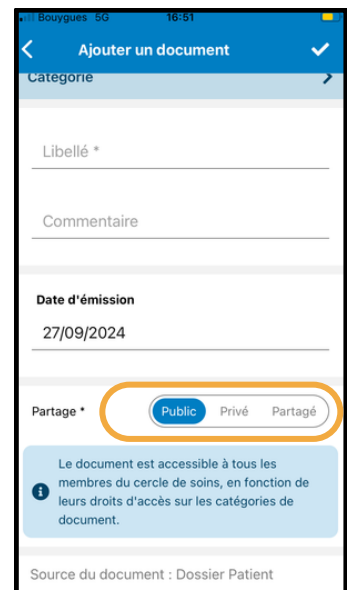 Bouygues 5G 16:51
Ajouter un document
Catégorie
Libellé *
Commentaire
Date d'émission
27/09/2024
Partage * Public Privé Partagé
Le document est accessible à tous les
membres du cercle de soins, en fonction de
leurs droits d'accès sur les catégories de
document.
Source du document : Dossier Patient